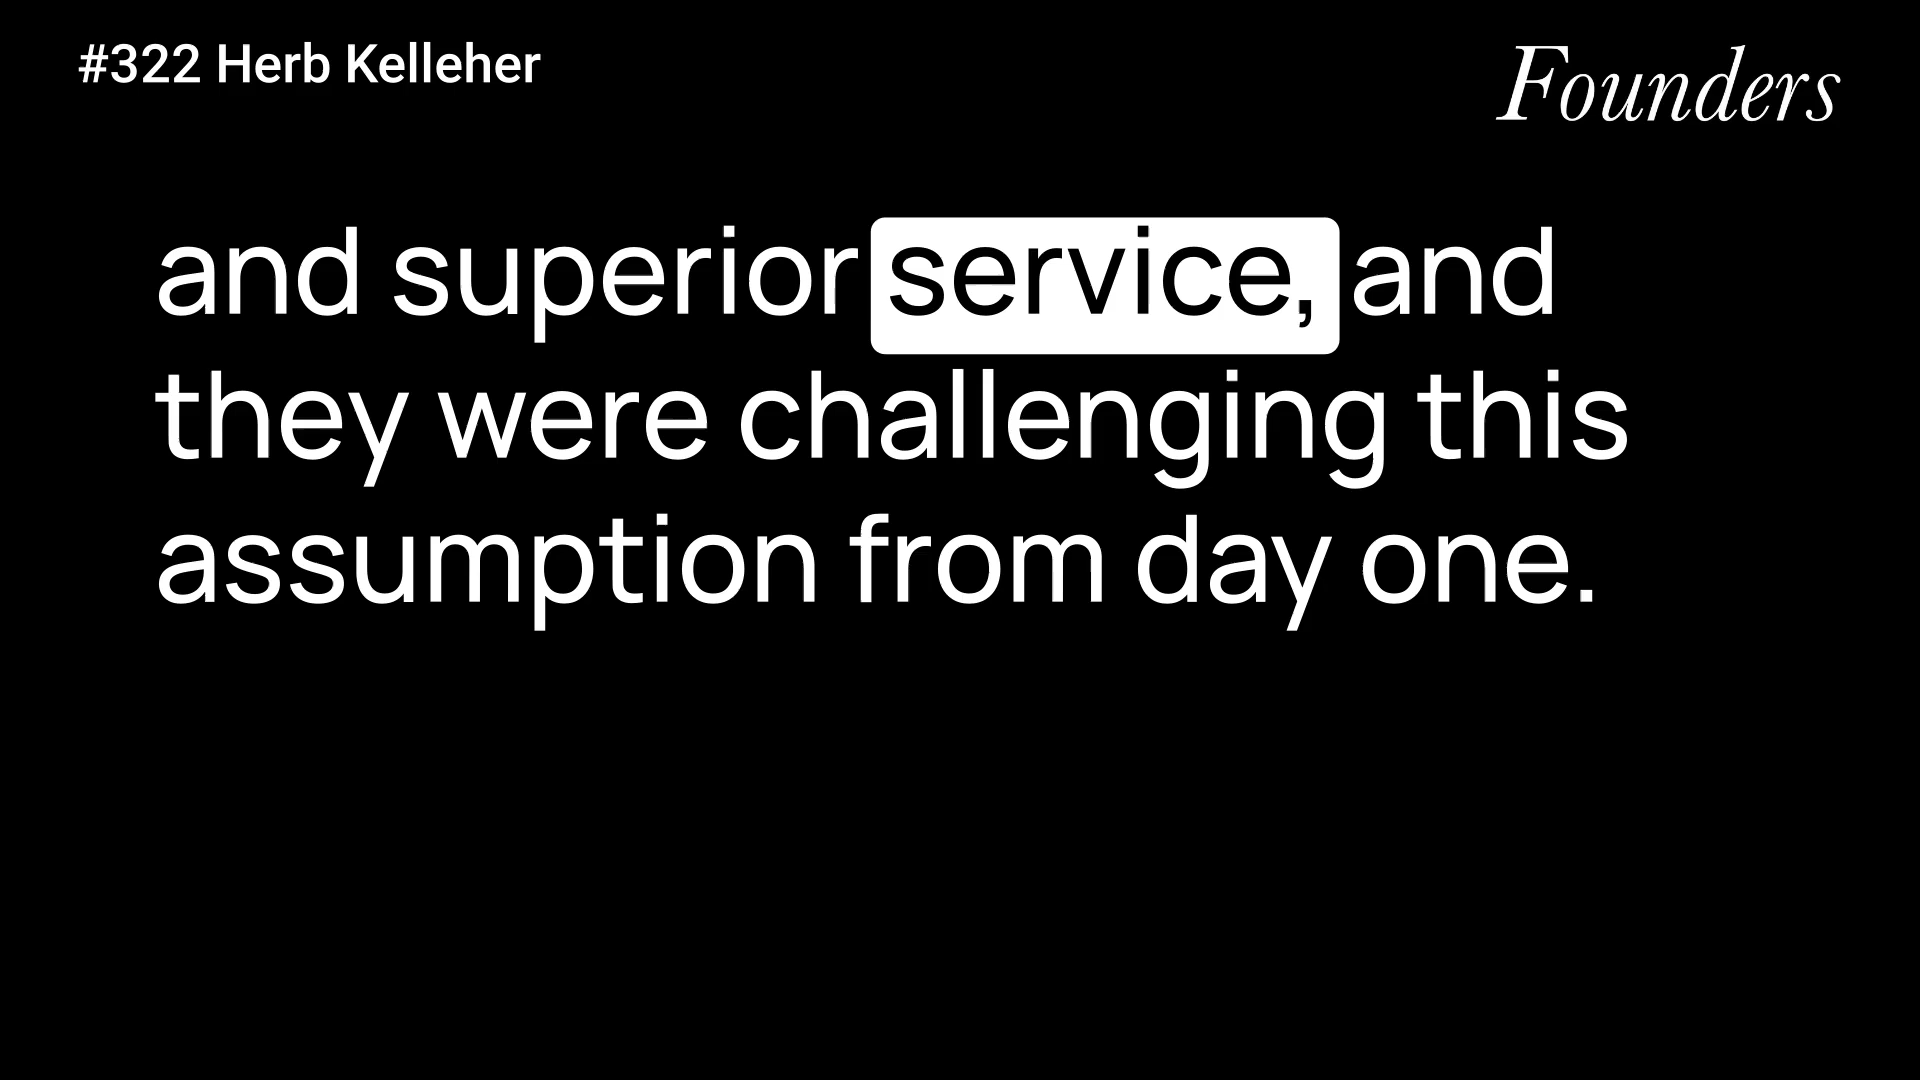 #322 Herb Kelleher
Founders
and superior service, and
they were challenging this
assumption from day one.